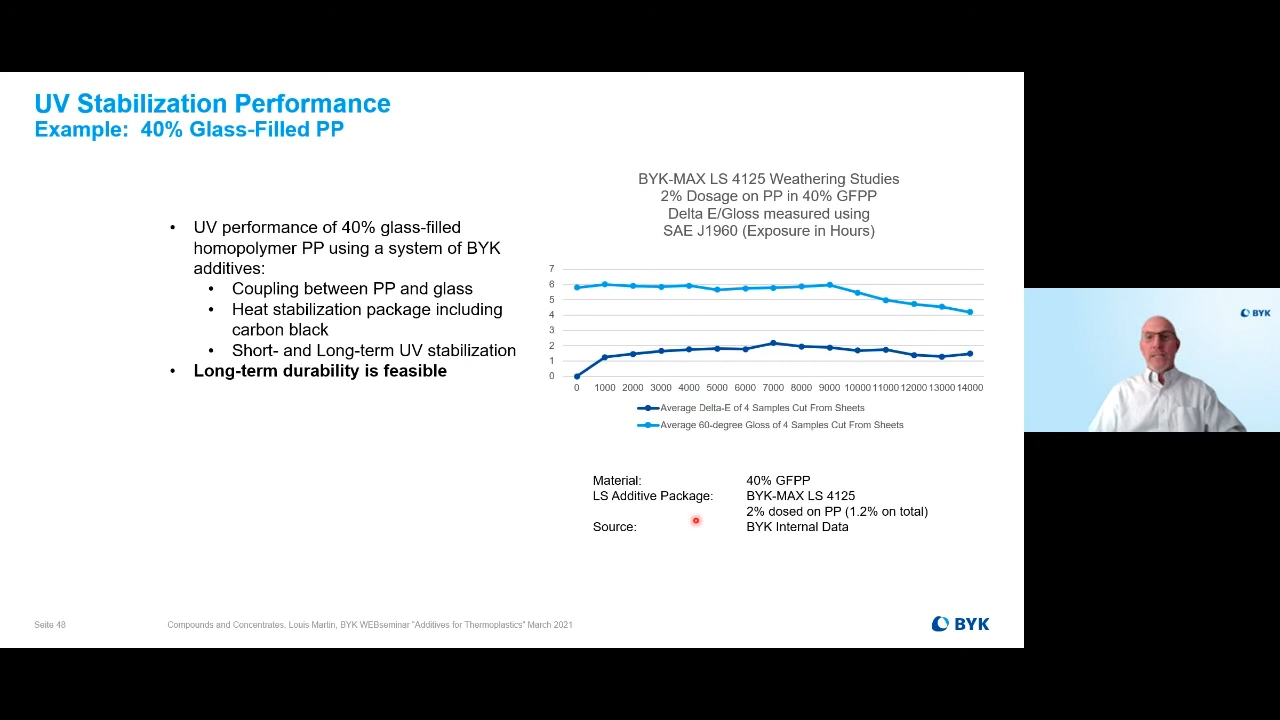 UV Stabilization Performance
Example: 40% Glass-Filled PP
• UV performance of 40% glass-filled
homopolymer PP using a system of BYK
additives:
• Coupling between PP and glass
• Heat stabilization package including
carbon black
• Short- and Long-term UV stabilization
• Long-term durability is feasible
BYK-MAX LS 4125 Weathering Studies
2% Dosage on PP in 40% GFPP
Delta E/Gloss measured using
SAE J1960 (Exposure in Hours)
7
6
5
4
3
2
1
0
0 1000 2000 3000 4000 5000 6000 7000 8000 9000 10000 11000 12000 13000 14000
Average Delta-E of 4 Samples Cut From Sheets
Average 60-degree Gloss of 4 Samples Cut From Sheets
Material: 40% GFPP
LS Additive Package: BYK-MAX LS 4125
2% dosed on PP (1.2% on total)
Source: BYK Internal Data
Seite 48 Compounds and Concentrates, Louis Martin, BYK WEBseminar "Additives for Thermoplastics" March 2021
BYK
BYK